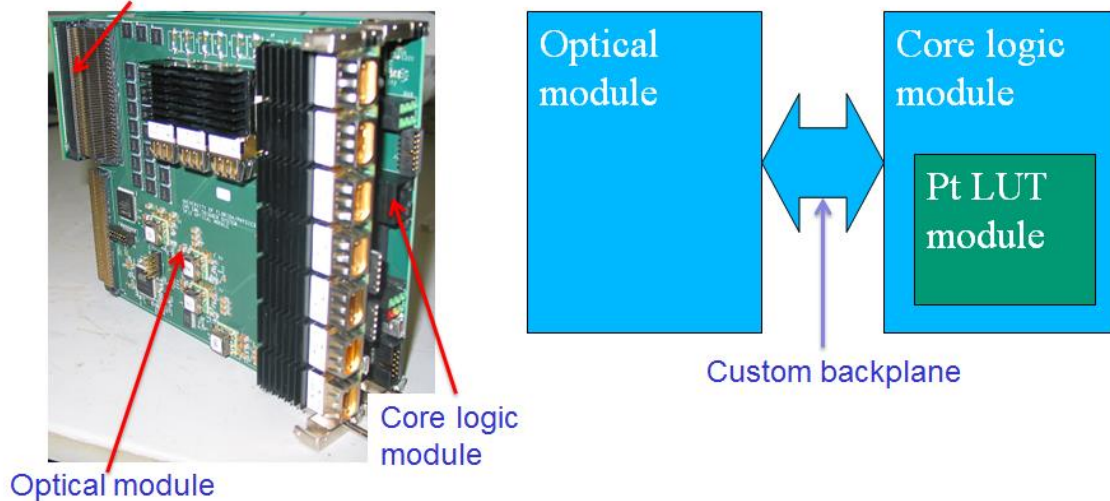 Optical
module
Core logic
module
Pt LUT
module
Custom backplane
Core logic
module
Optical module